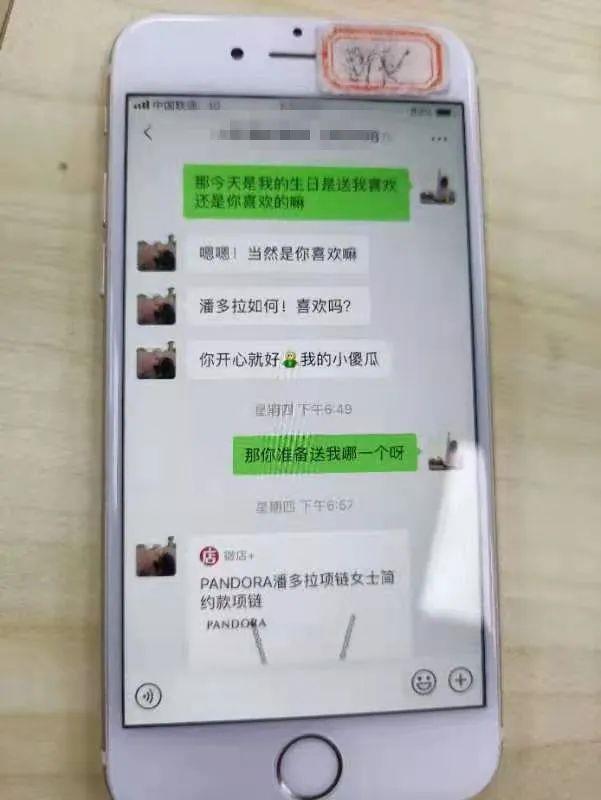 中国联通 4G
那今天是我的生日是送我喜欢
还是你喜欢的嘛
嗯嗯！当然是你喜欢嘛
潘多拉如何！喜欢吗？
你开心就好我的小傻瓜
星期四 下午6:49
那你准备送我哪一个呀
星期四 下午6:57
店 微店+
PANDORA潘多拉项链女士简
约款项链
PANDORA